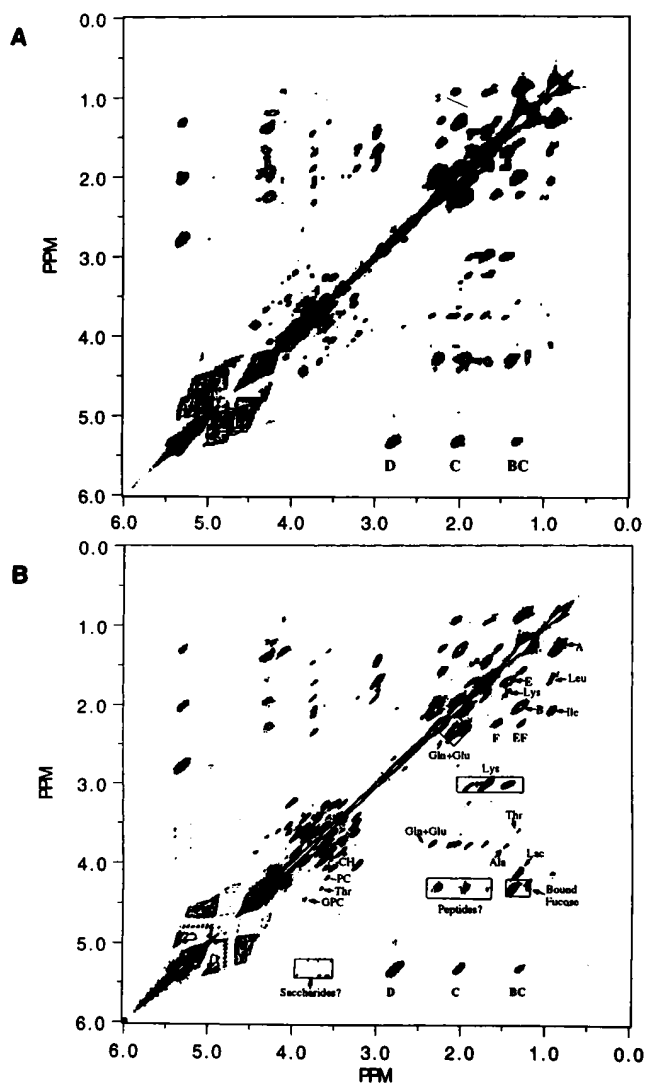 A
0.0
1.0
S
2.0
3.0
PPM
4.0
5.0
D C BC
6.0
6.0 5.0 4.0 3.0 2.0 1.0 0.0
B
0.0
1.0
A
E
Leu
Lys
2.0
B
Ile
F EF
Gln+Glu
Lys
3.0
PPM
Thr
Gln+Glu
Ala
Lac
4.0
CH
PC
Thr
GPC
Peptides?
Bound
Fucose
5.0
Saccharides?
D C BC
6.0
6.0 5.0 4.0 3.0 2.0 1.0 0.0
PPM